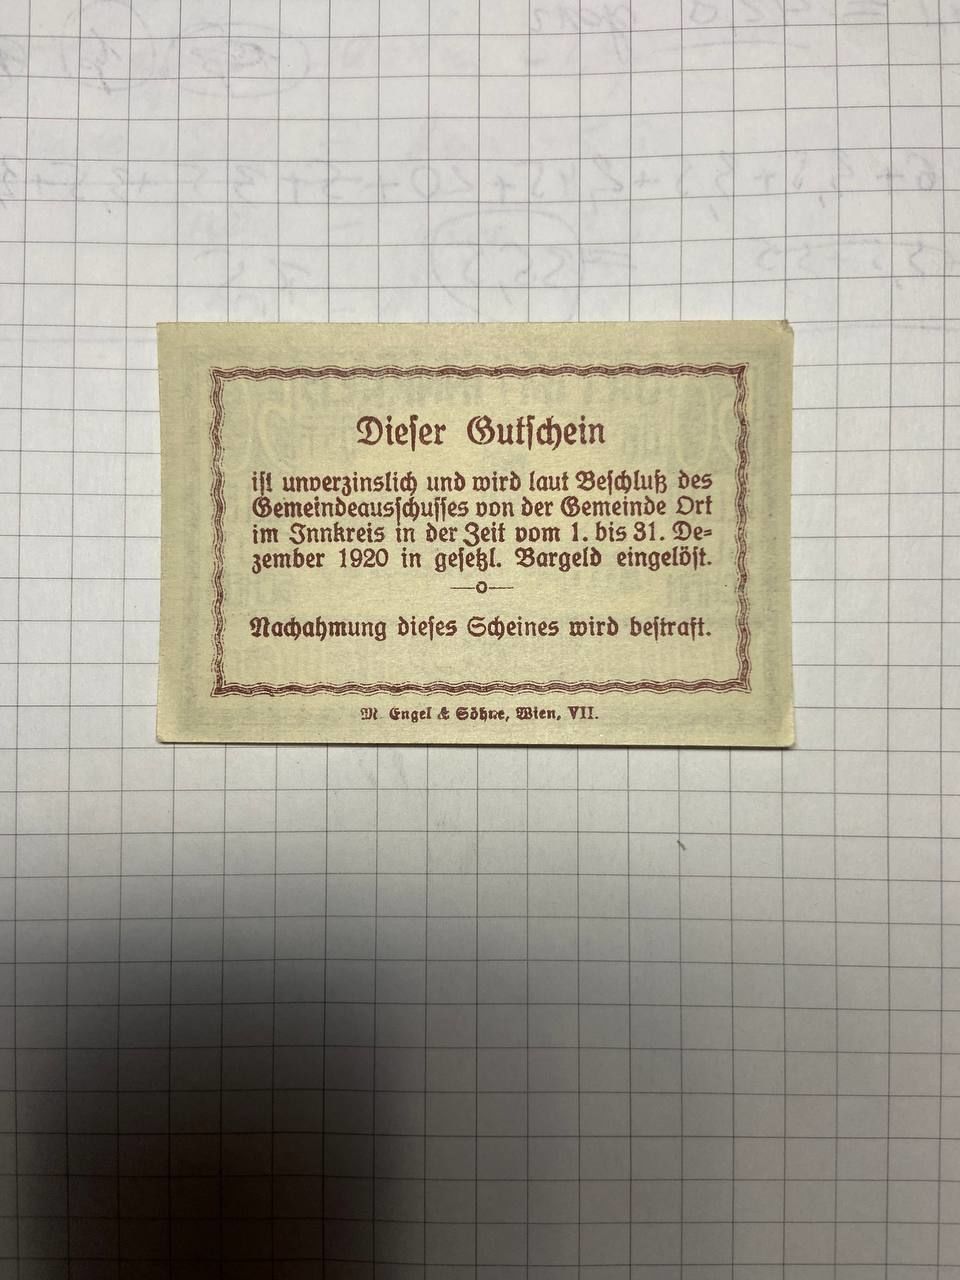 Dieser Gutschein
ist unverzinslich und wird laut Beschluß des
Gemeindeausschusses von der Gemeinde Ort
im Innkreis in der Zeit vom 1. bis 31. De=
zember 1920 in gesetzl. Bargeld eingelöst.
—o—
Nachahmung dieses Scheines wird bestraft.
M. Engel & Söhne, Wien, VII.